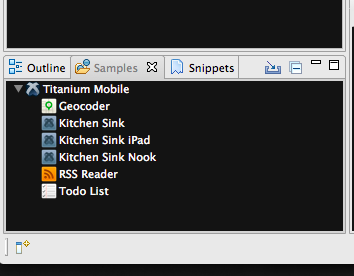 Outline Samples Snippets
Titanium Mobile
Geocoder
Kitchen Sink
Kitchen Sink iPad
Kitchen Sink Nook
RSS Reader
Todo List